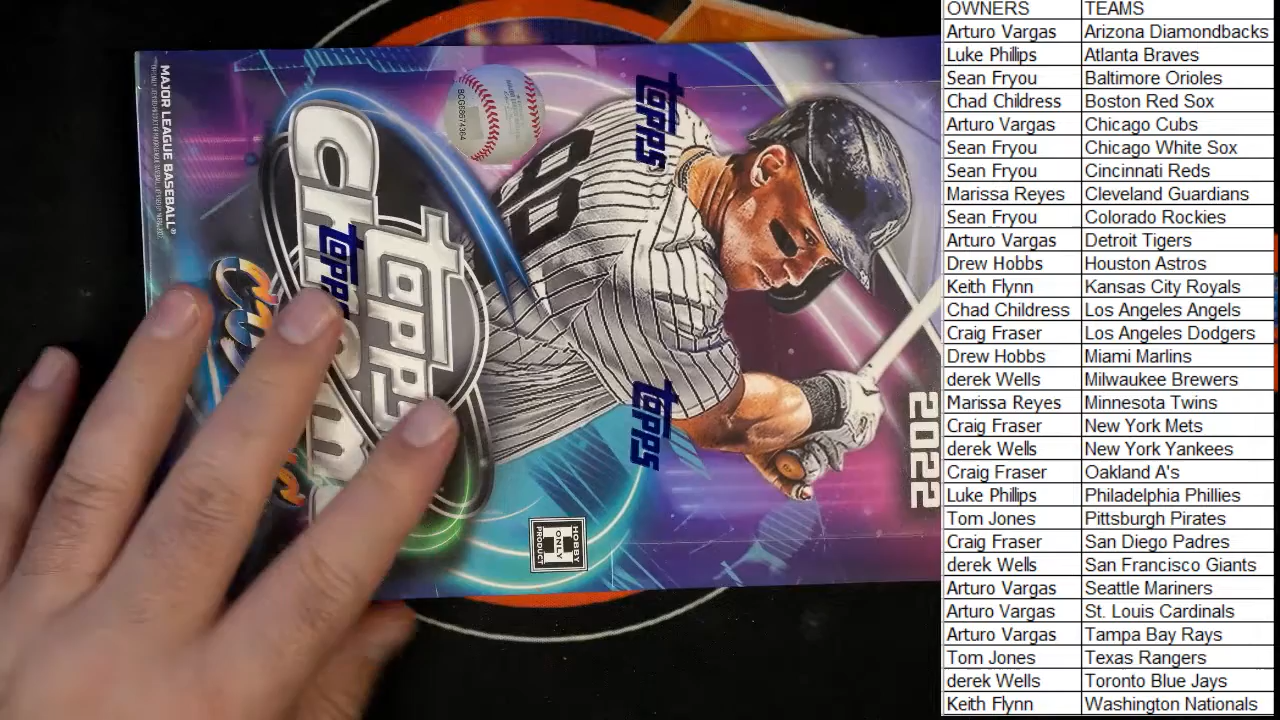 MAJOR LEAGUE BASEBALL®
topps
CHROME
topps
topps
topps
BCG68674364
99
2022
HOBBY
ONLY
PRODUCT
OWNERS TEAMS
Arturo Vargas Arizona Diamondbacks
Luke Phillips Atlanta Braves
Sean Fryou Baltimore Orioles
Chad Childress Boston Red Sox
Arturo Vargas Chicago Cubs
Sean Fryou Chicago White Sox
Sean Fryou Cincinnati Reds
Marissa Reyes Cleveland Guardians
Sean Fryou Colorado Rockies
Arturo Vargas Detroit Tigers
Drew Hobbs Houston Astros
Keith Flynn Kansas City Royals
Chad Childress Los Angeles Angels
Craig Fraser Los Angeles Dodgers
Drew Hobbs Miami Marlins
derek Wells Milwaukee Brewers
Marissa Reyes Minnesota Twins
Craig Fraser New York Mets
derek Wells New York Yankees
Craig Fraser Oakland A's
Luke Phillips Philadelphia Phillies
Tom Jones Pittsburgh Pirates
Craig Fraser San Diego Padres
derek Wells San Francisco Giants
Arturo Vargas Seattle Mariners
Arturo Vargas St. Louis Cardinals
Arturo Vargas Tampa Bay Rays
Tom Jones Texas Rangers
derek Wells Toronto Blue Jays
Keith Flynn Washington Nationals